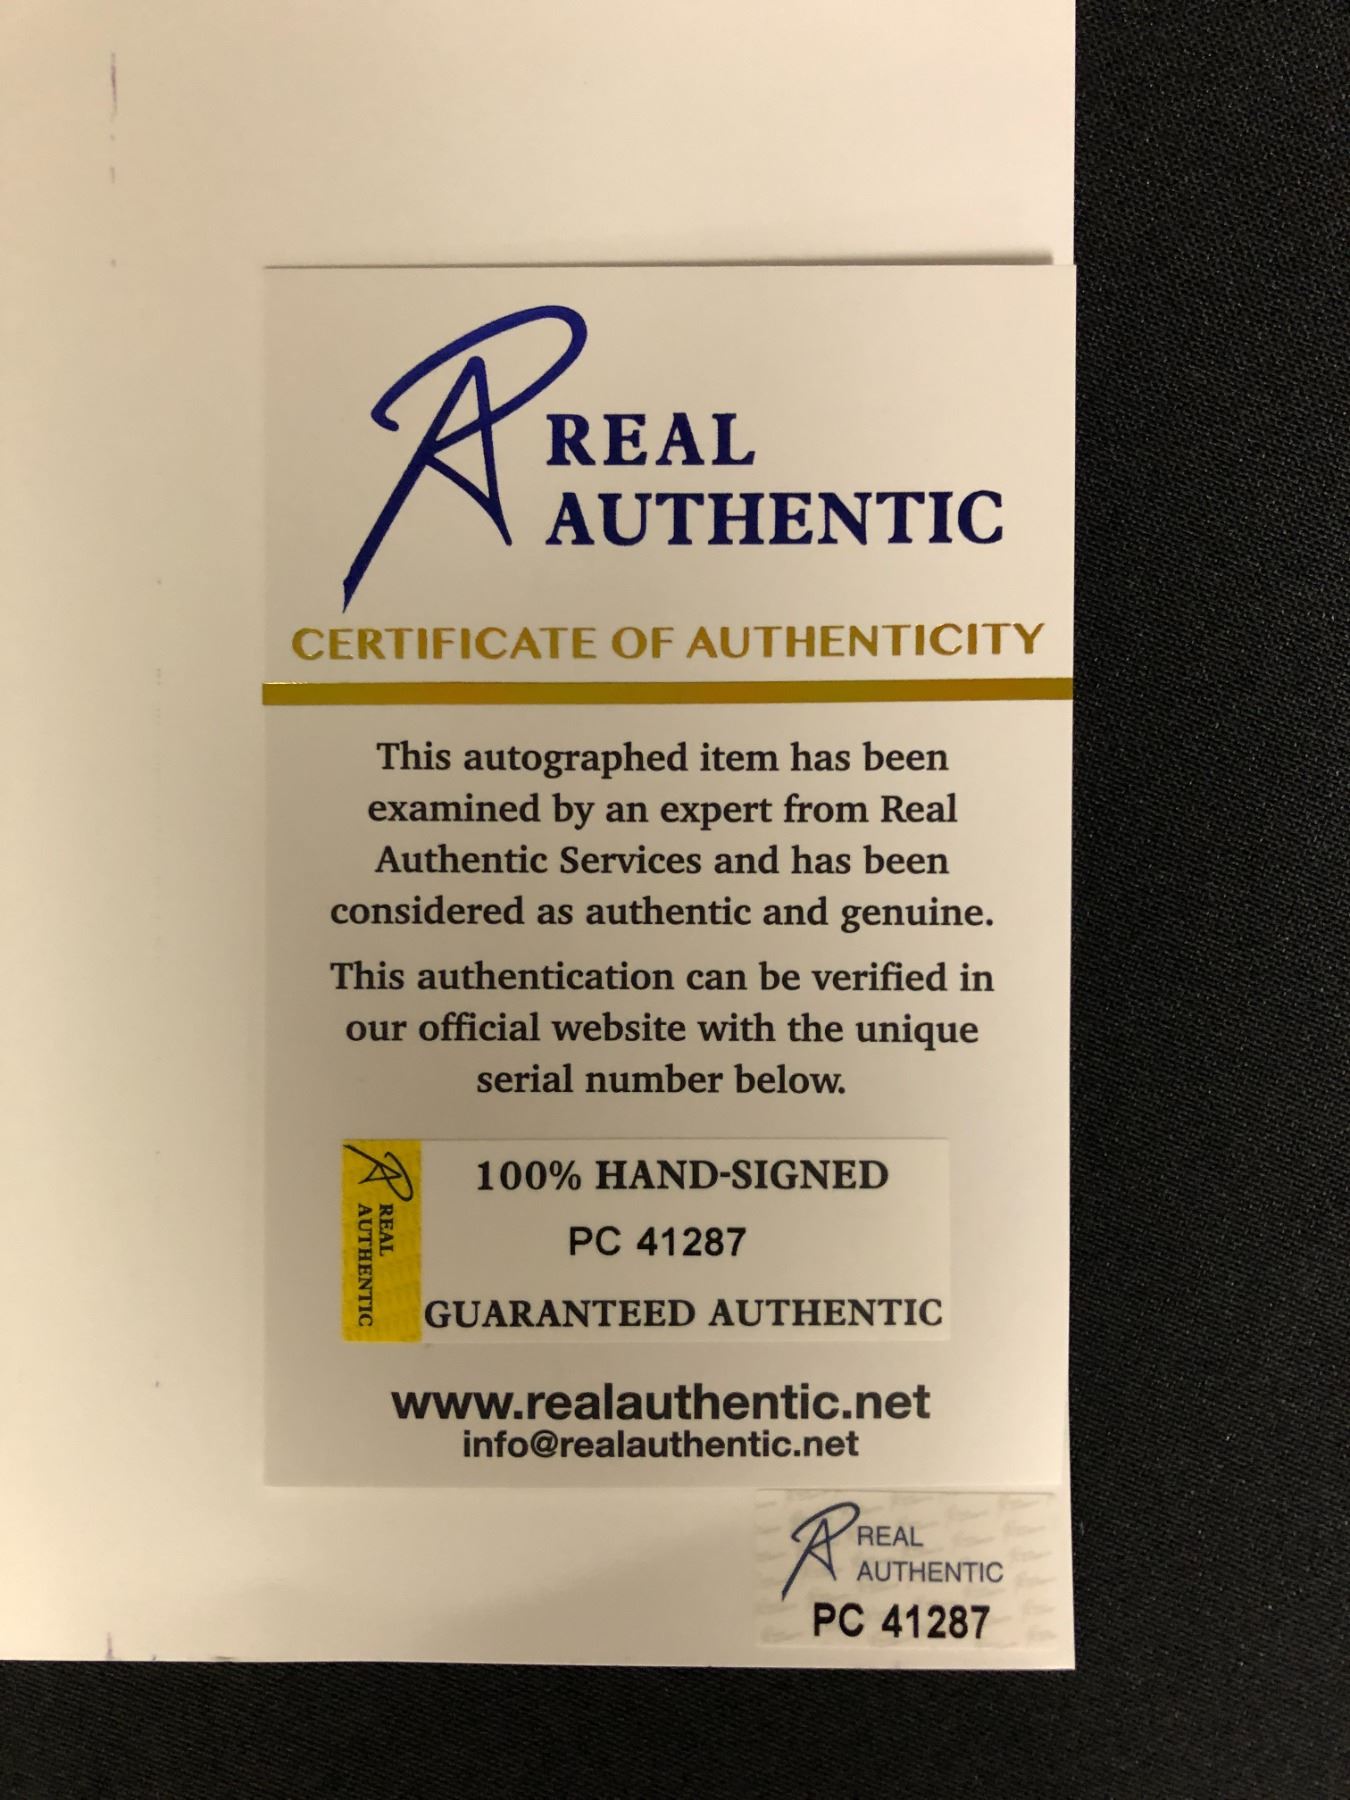 REAL
AUTHENTIC
CERTIFICATE OF AUTHENTICITY
This autographed item has been
examined by an expert from Real
Authentic Services and has been
considered as authentic and genuine.
This authentication can be verified in
our official website with the unique
serial number below.
REAL
AUTHENTIC
100% HAND-SIGNED
PC 41287
GUARANTEED AUTHENTIC
www.realauthentic.net
info@realauthentic.net
REAL
AUTHENTIC
PC 41287